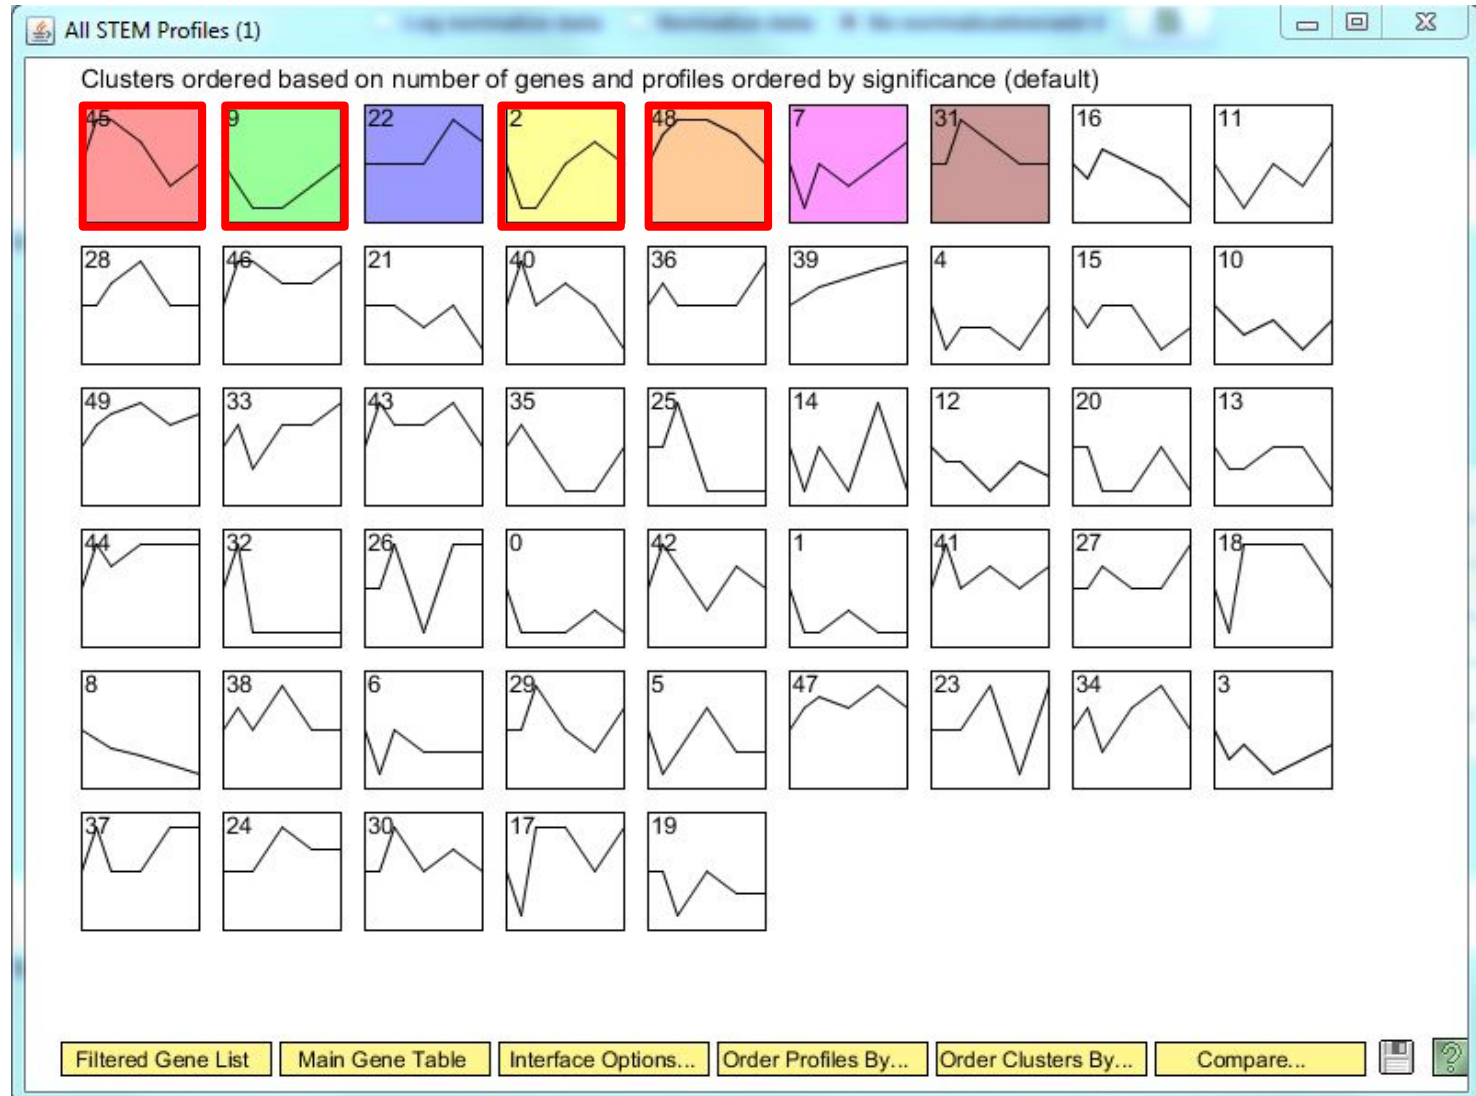 All STEM Profiles (1)
Clusters ordered based on number of genes and profiles ordered by significance (default)
45 9 22 2 48 7 31 16 11
28 46 21 40 36 39 4 15 10
49 33 43 35 25 14 12 20 13
44 32 26 0 42 1 41 27 18
8 38 6 29 5 47 23 34 3
37 24 30 17 19
Filtered Gene List Main Gene Table Interface Options... Order Profiles By... Order Clusters By... Compare... ?